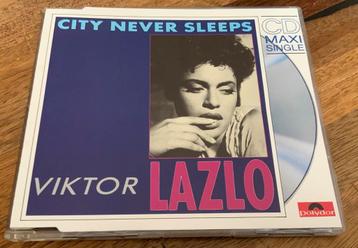 CITY NEVER SLEEPS
CD
MAXI
SINGLE
VIKTOR
LAZLO
Polydor